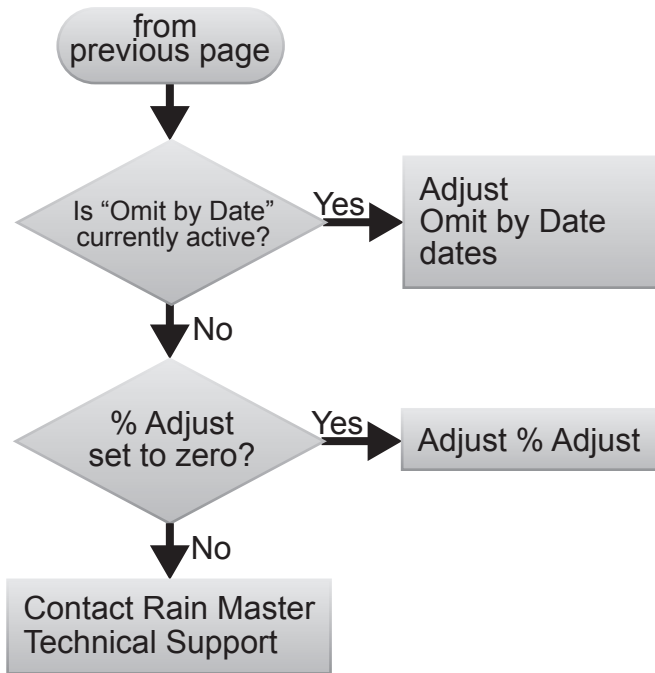 from
previous page
Is “Omit by Date”
currently active?
Yes
Adjust
Omit by Date
dates
No
% Adjust
set to zero?
Yes
Adjust % Adjust
No
Contact Rain Master
Technical Support